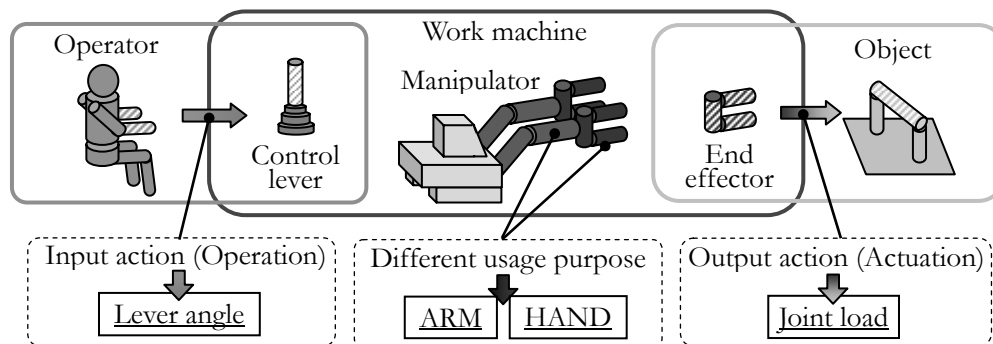 Work machine
Operator
Object
Manipulator
Control
lever
End
effector
Input action (Operation)
Different usage purpose
Output action (Actuation)
Lever angle
ARM
HAND
Joint load